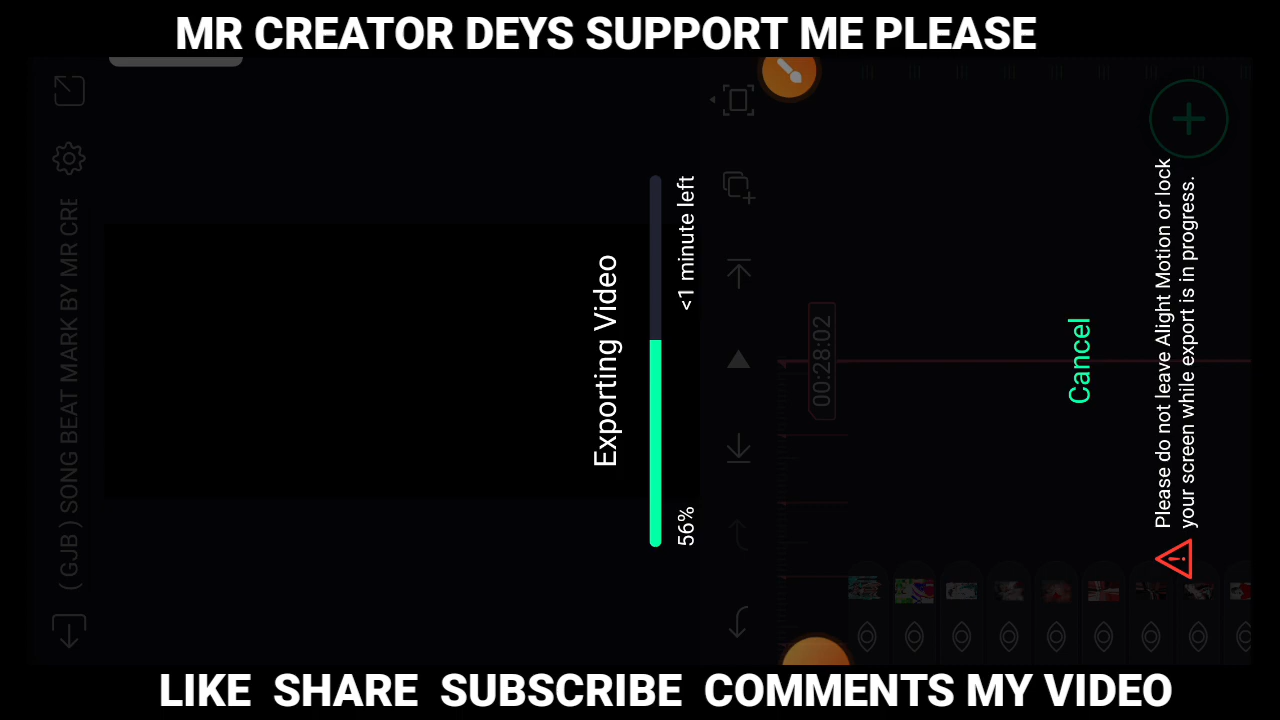 MR CREATOR DEYS SUPPORT ME PLEASE
( GJB ) SONG BEAT MARK BY MR CRE
Exporting Video
56%
<1 minute left
00:28:02
Cancel
Please do not leave Alight Motion or lock
your screen while export is in progress.
LIKE SHARE SUBSCRIBE COMMENTS MY VIDEO